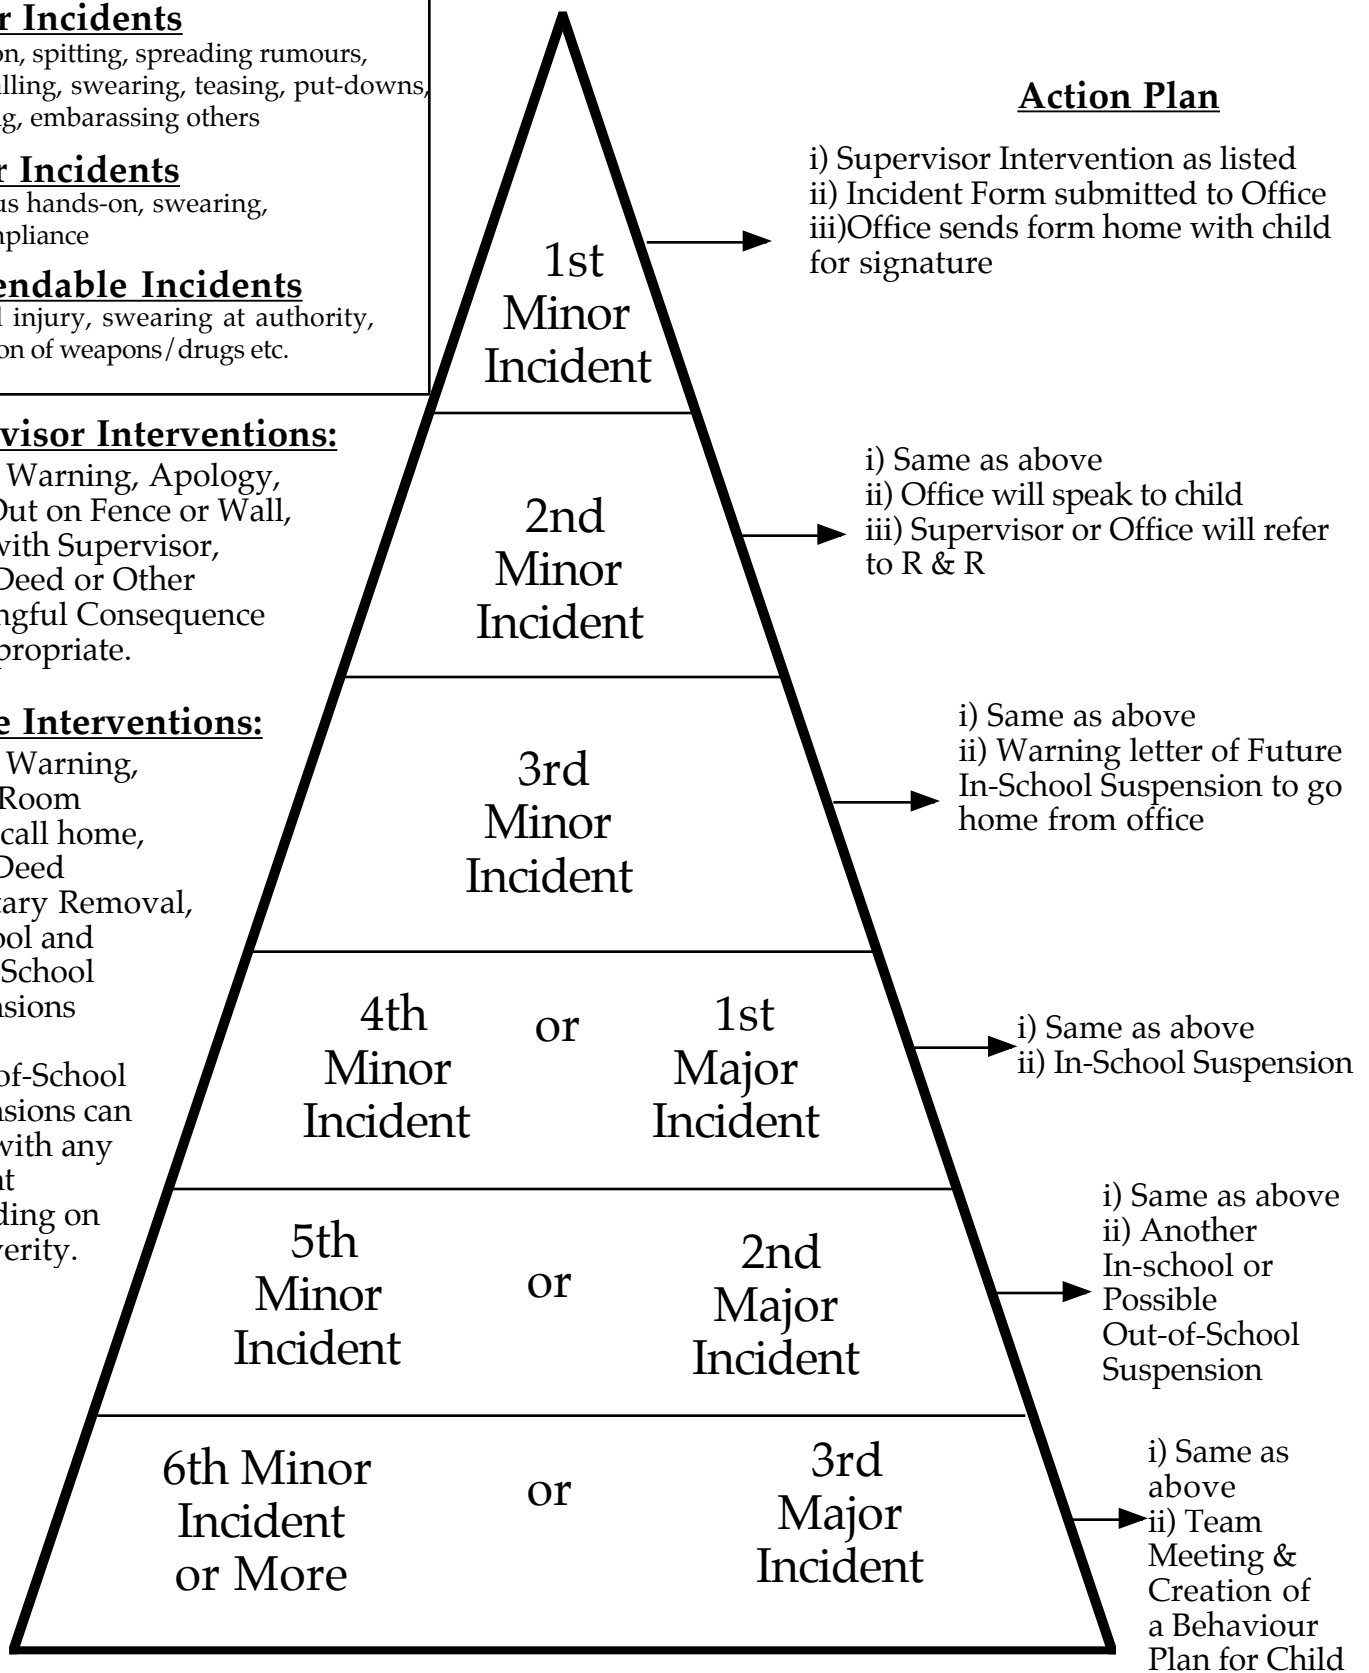 r Incidents
on, spitting, spreading rumours,
lling, swearing, teasing, put-downs,
g, embarassing others
r Incidents
us hands-on, swearing,
mpliance
endable Incidents
l injury, swearing at authority,
on of weapons/drugs etc.
visor Interventions:
Warning, Apology,
Out on Fence or Wall,
with Supervisor,
Deed or Other
ngful Consequence
propriate.
e Interventions:
Warning,
Room
call home,
Deed
tary Removal,
ool and
School
nsions
of-School
nsions can
with any
nt
ding on
verity.
1st
Minor
Incident
2nd
Minor
Incident
3rd
Minor
Incident
4th
Minor
Incident
or
1st
Major
Incident
5th
Minor
Incident
or
2nd
Major
Incident
6th Minor
Incident
or More
or
3rd
Major
Incident
Action Plan
i) Supervisor Intervention as listed
ii) Incident Form submitted to Office
iii)Office sends form home with child
for signature
i) Same as above
ii) Office will speak to child
iii) Supervisor or Office will refer
to R & R
i) Same as above
ii) Warning letter of Future
In-School Suspension to go
home from office
i) Same as above
ii) In-School Suspension
i) Same as above
ii) Another
In-school or
Possible
Out-of-School
Suspension
i) Same as
above
ii) Team
Meeting &
Creation of
a Behaviour
Plan for Child